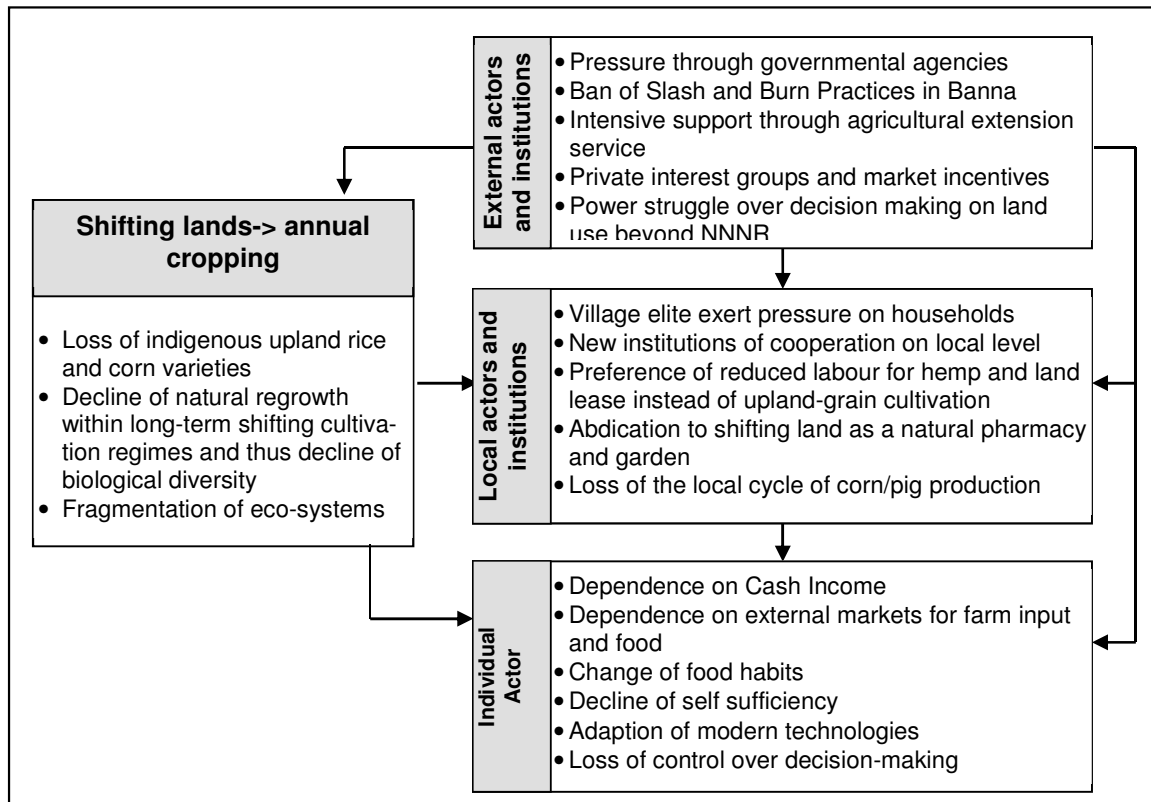 External actors
and institutions
• Pressure through governmental agencies
• Ban of Slash and Burn Practices in Banna
• Intensive support through agricultural extension
service
• Private interest groups and market incentives
• Power struggle over decision making on land
use beyond NNNR
Shifting lands-> annual
cropping
• Loss of indigenous upland rice
and corn varieties
• Decline of natural regrowth
within long-term shifting cultiva-
tion regimes and thus decline of
biological diversity
• Fragmentation of eco-systems
Local actors and
institutions
• Village elite exert pressure on households
• New institutions of cooperation on local level
• Preference of reduced labour for hemp and land
lease instead of upland-grain cultivation
• Abdication to shifting land as a natural pharmacy
and garden
• Loss of the local cycle of corn/pig production
Individual
Actor
• Dependence on Cash Income
• Dependence on external markets for farm input
and food
• Change of food habits
• Decline of self sufficiency
• Adaption of modern technologies
• Loss of control over decision-making